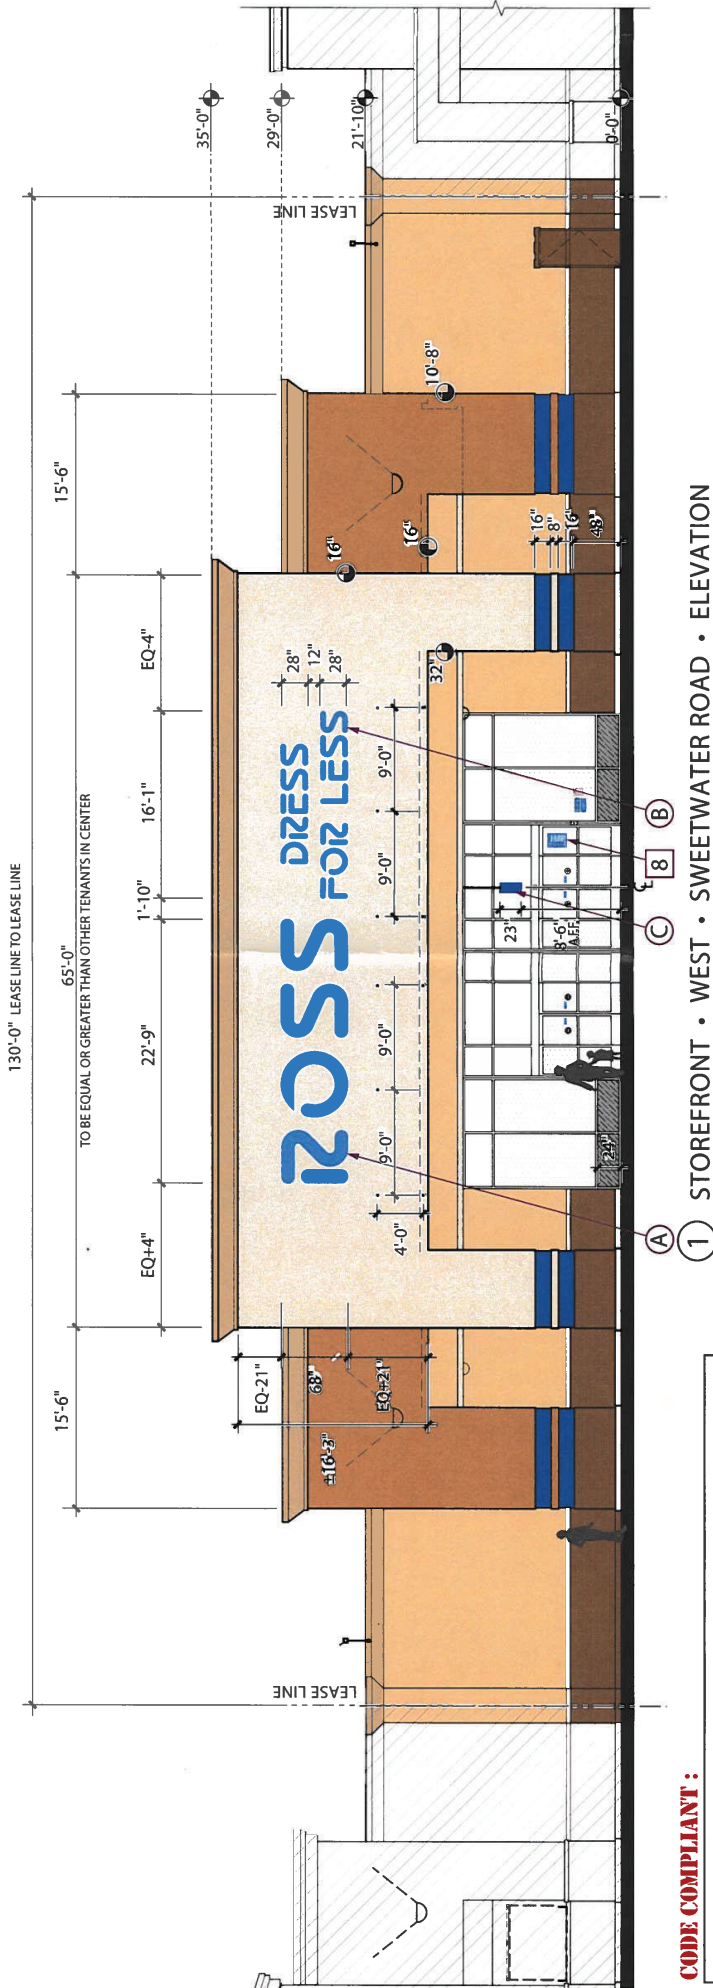 130'-0" LEASE LINE TO LEASE LINE
15'-6"
65'-0"
15'-6"
TO BE EQUAL OR GREATER THAN OTHER TENANTS IN CENTER
EQ+4"
22'-9"
1'-10"
16'-1"
EQ-4"
35'-0"
29'-0"
21'-10"
0'-0"
LEASE LINE
LEASE LINE
EQ-21"
68"
EQ+21"
±16'-3"
ROSS
DRESS
FOR LESS
28"
12"
28"
16"
16"
10'-8"
32"
4'-0"
9'-0"
9'-0"
9'-0"
9'-0"
23"
8'-6"
A.F.F.
24"
16"
8"
16"
48"
A
C
8
B
1 STOREFRONT • WEST • SWEETWATER ROAD • ELEVATION
CODE COMPLIANT :